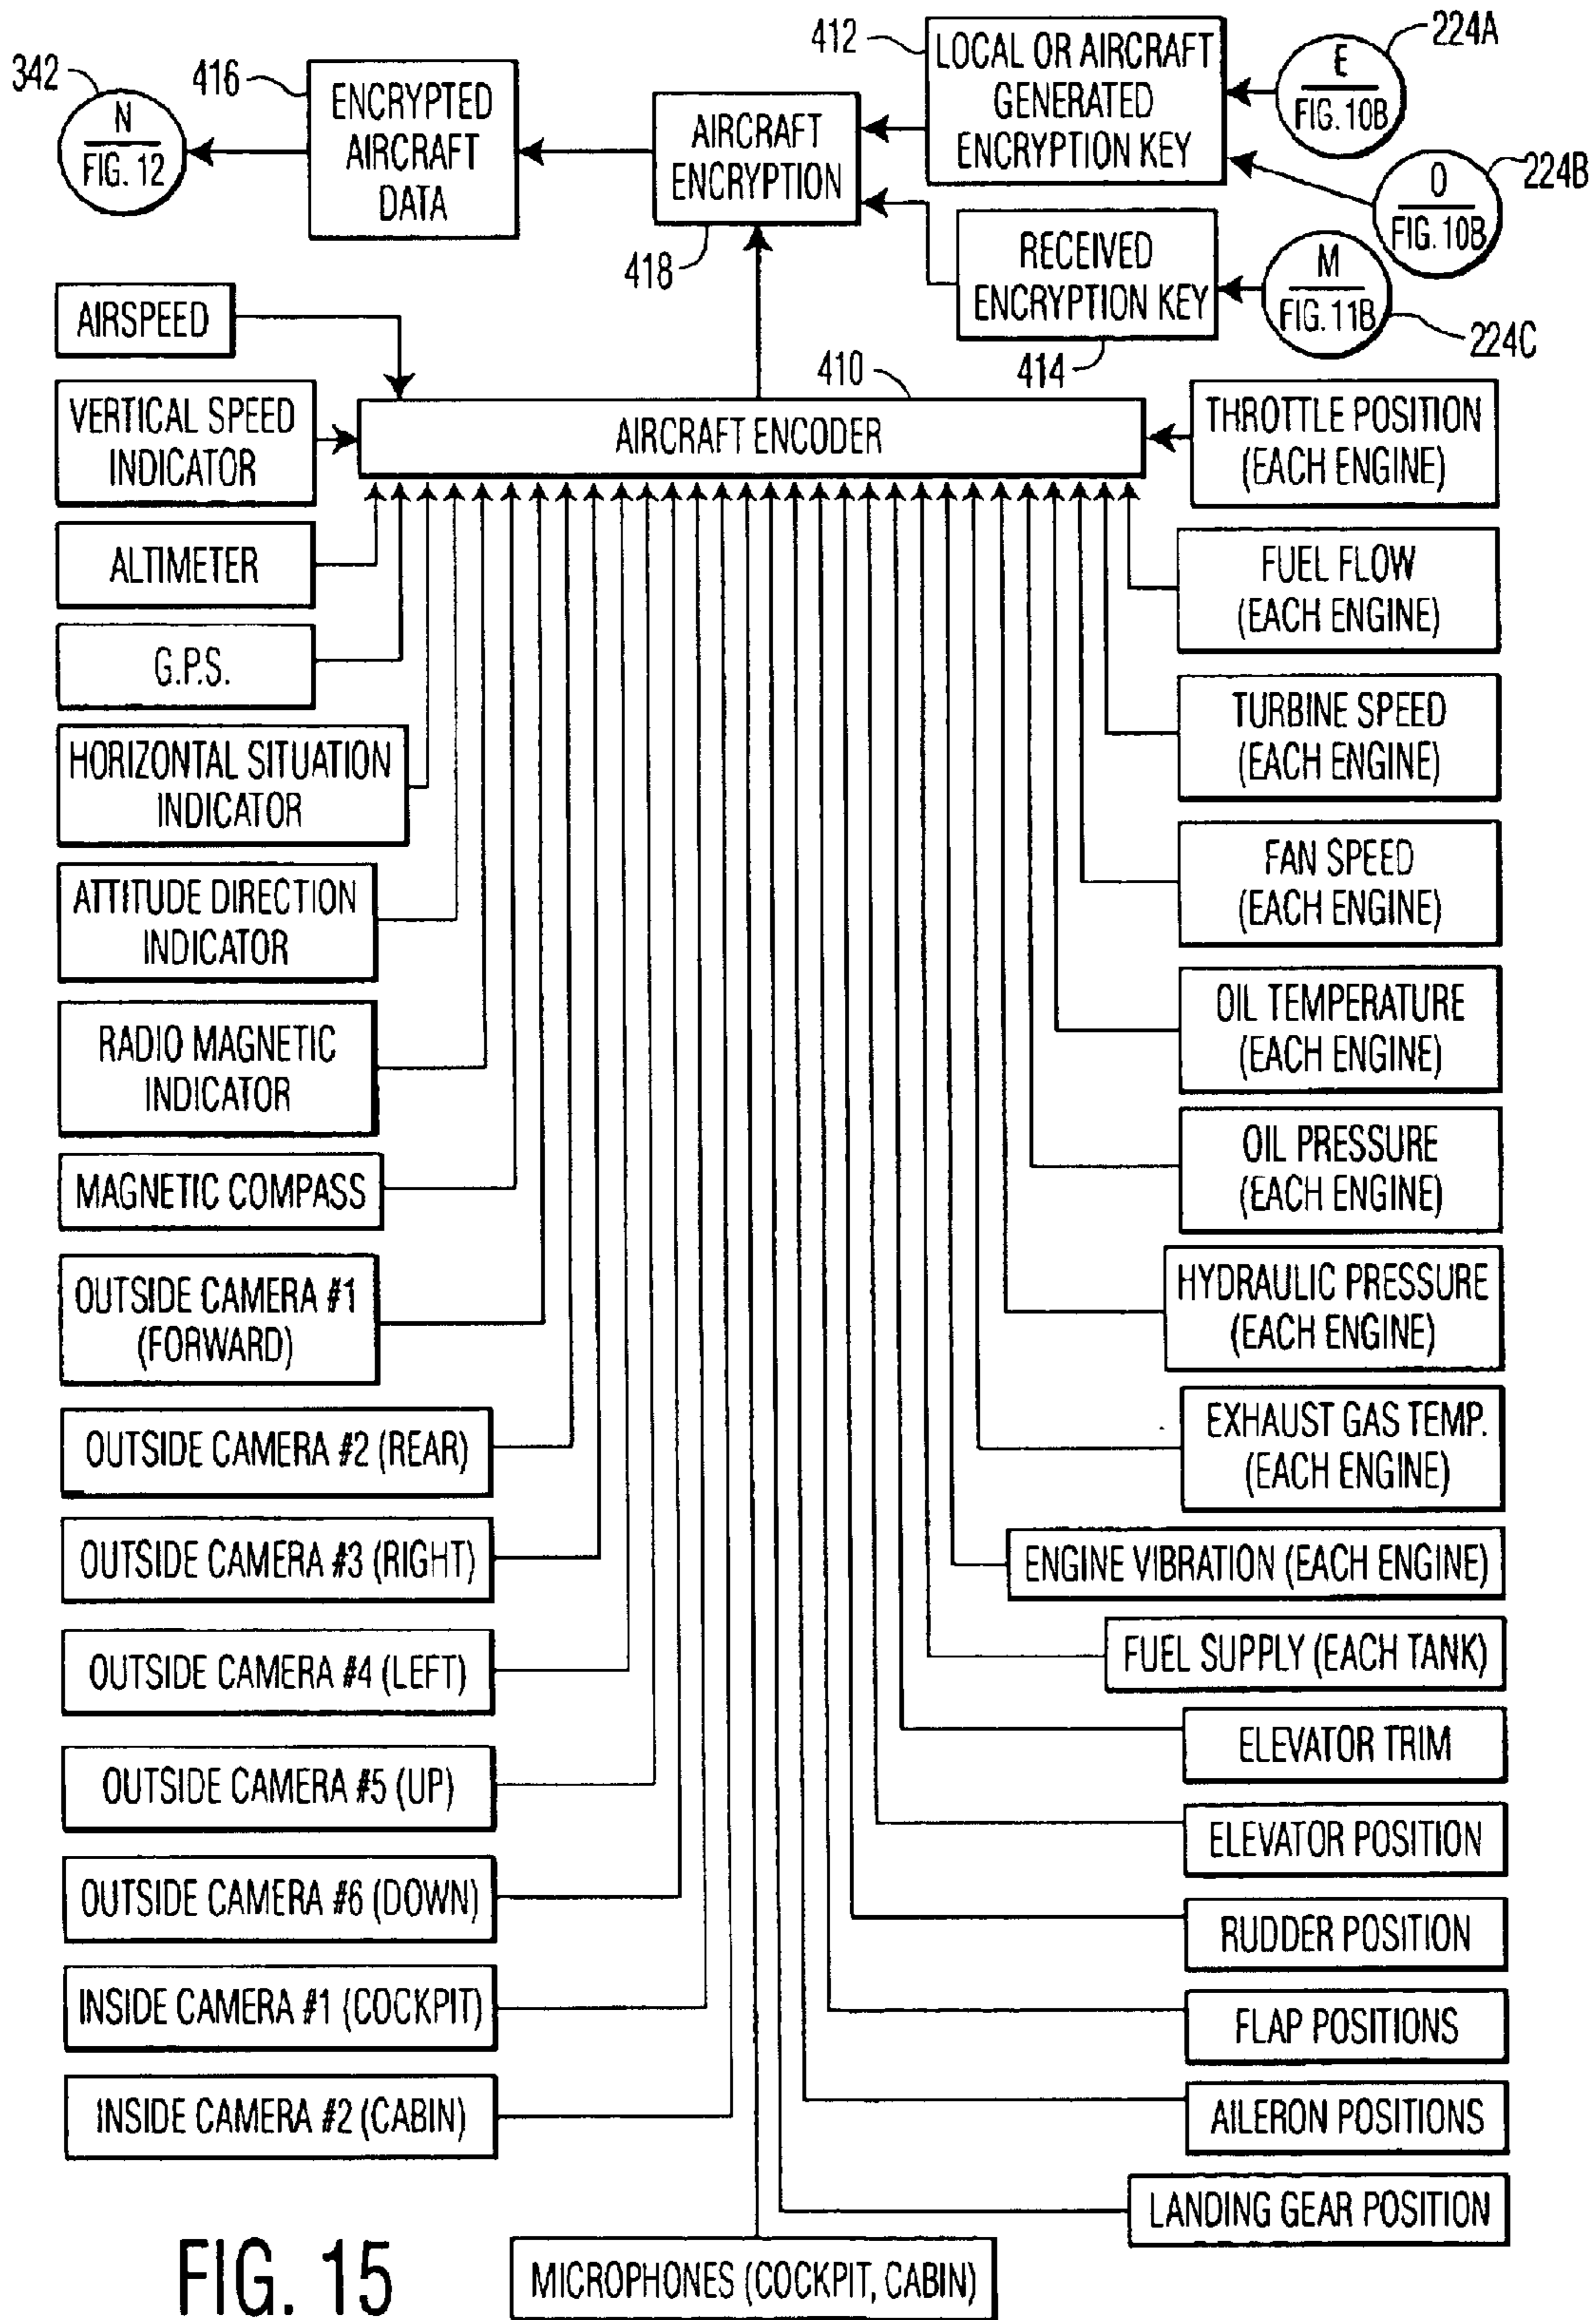 342
N
FIG. 12
416
ENCRYPTED
AIRCRAFT
DATA
AIRCRAFT
ENCRYPTION
418
412
LOCAL OR AIRCRAFT
GENERATED
ENCRYPTION KEY
E
FIG. 10B
224A
O
FIG. 10B
224B
RECEIVED
ENCRYPTION KEY
414
M
FIG. 11B
224C
AIRSPEED
410
AIRCRAFT ENCODER
VERTICAL SPEED
INDICATOR
ALTIMETER
G.P.S.
HORIZONTAL SITUATION
INDICATOR
ATTITUDE DIRECTION
INDICATOR
RADIO MAGNETIC
INDICATOR
MAGNETIC COMPASS
OUTSIDE CAMERA #1
(FORWARD)
OUTSIDE CAMERA #2 (REAR)
OUTSIDE CAMERA #3 (RIGHT)
OUTSIDE CAMERA #4 (LEFT)
OUTSIDE CAMERA #5 (UP)
OUTSIDE CAMERA #6 (DOWN)
INSIDE CAMERA #1 (COCKPIT)
INSIDE CAMERA #2 (CABIN)
THROTTLE POSITION
(EACH ENGINE)
FUEL FLOW
(EACH ENGINE)
TURBINE SPEED
(EACH ENGINE)
FAN SPEED
(EACH ENGINE)
OIL TEMPERATURE
(EACH ENGINE)
OIL PRESSURE
(EACH ENGINE)
HYDRAULIC PRESSURE
(EACH ENGINE)
EXHAUST GAS TEMP.
(EACH ENGINE)
ENGINE VIBRATION (EACH ENGINE)
FUEL SUPPLY (EACH TANK)
ELEVATOR TRIM
ELEVATOR POSITION
RUDDER POSITION
FLAP POSITIONS
AILERON POSITIONS
LANDING GEAR POSITION
MICROPHONES (COCKPIT, CABIN)
FIG. 15